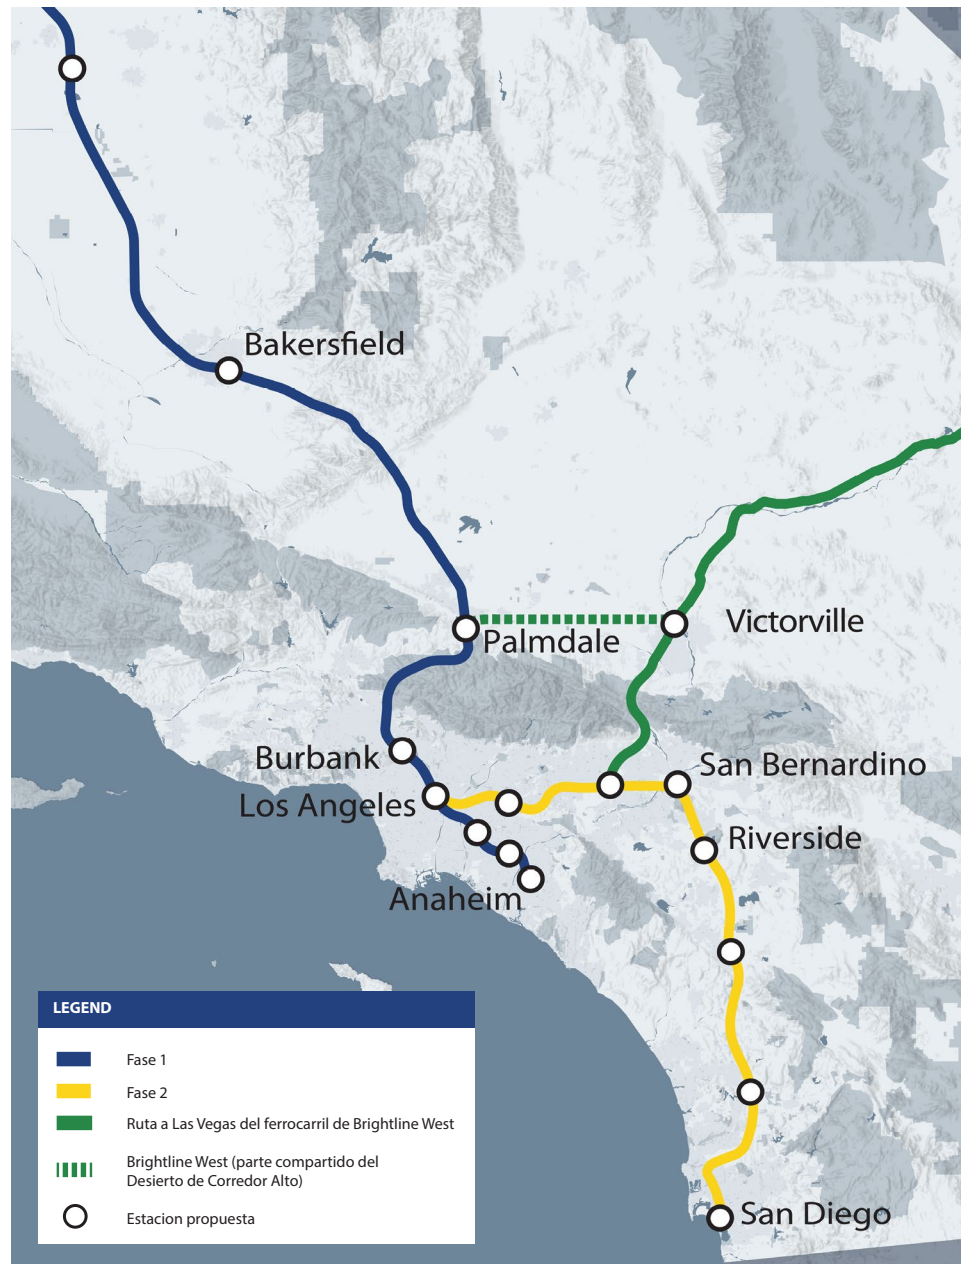 Bakersfield
Victorville
Palmdale
Burbank
San Bernardino
Los Angeles
Riverside
Anaheim
LEGEND
Fase 1
Fase 2
Ruta a Las Vegas del ferrocarril de Brightline West
Brightline West (parte compartido del
Desierto de Corredor Alto)
Estacion propuesta
San Diego